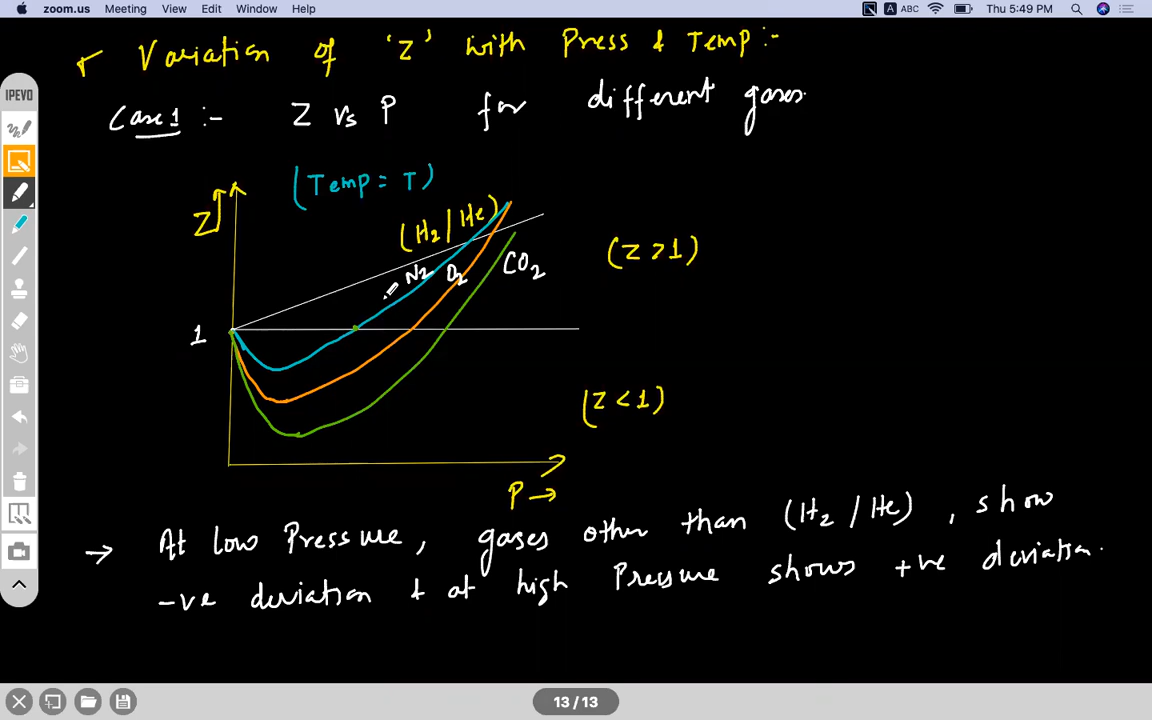 zoom.us Meeting View Edit Window Help
A ABC Thu 5:49 PM
IPEVO
Variation of 'Z' with Press & Temp :-
Case 1 :- Z vs P for different gases
(Temp = T)
Z
(H2/He)
(Z > 1)
N2 O2 CO2
1
(Z < 1)
P →
→ At low Pressure, gases other than (H2/He), show
-ve deviation & at high Pressure shows +ve deviation.
13 / 13